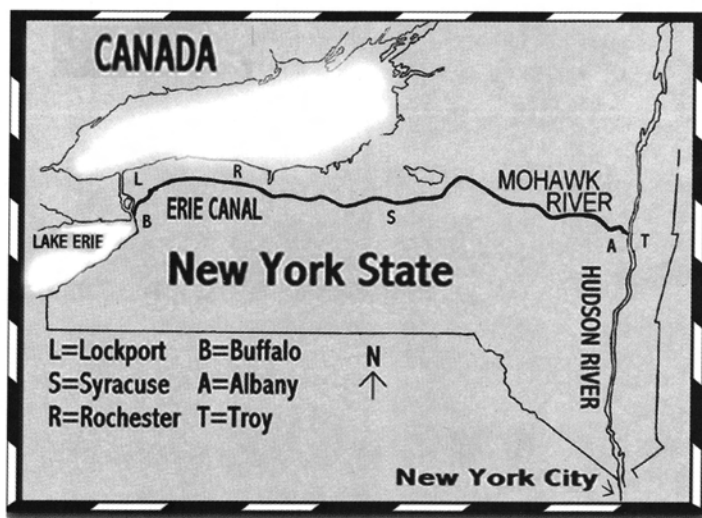 CANADA
L
R
MOHAWK
RIVER
ERIE CANAL
B
S
LAKE ERIE
A
T
New York State
HUDSON RIVER
L=Lockport B=Buffalo
S=Syracuse A=Albany
R=Rochester T=Troy
N
New York City